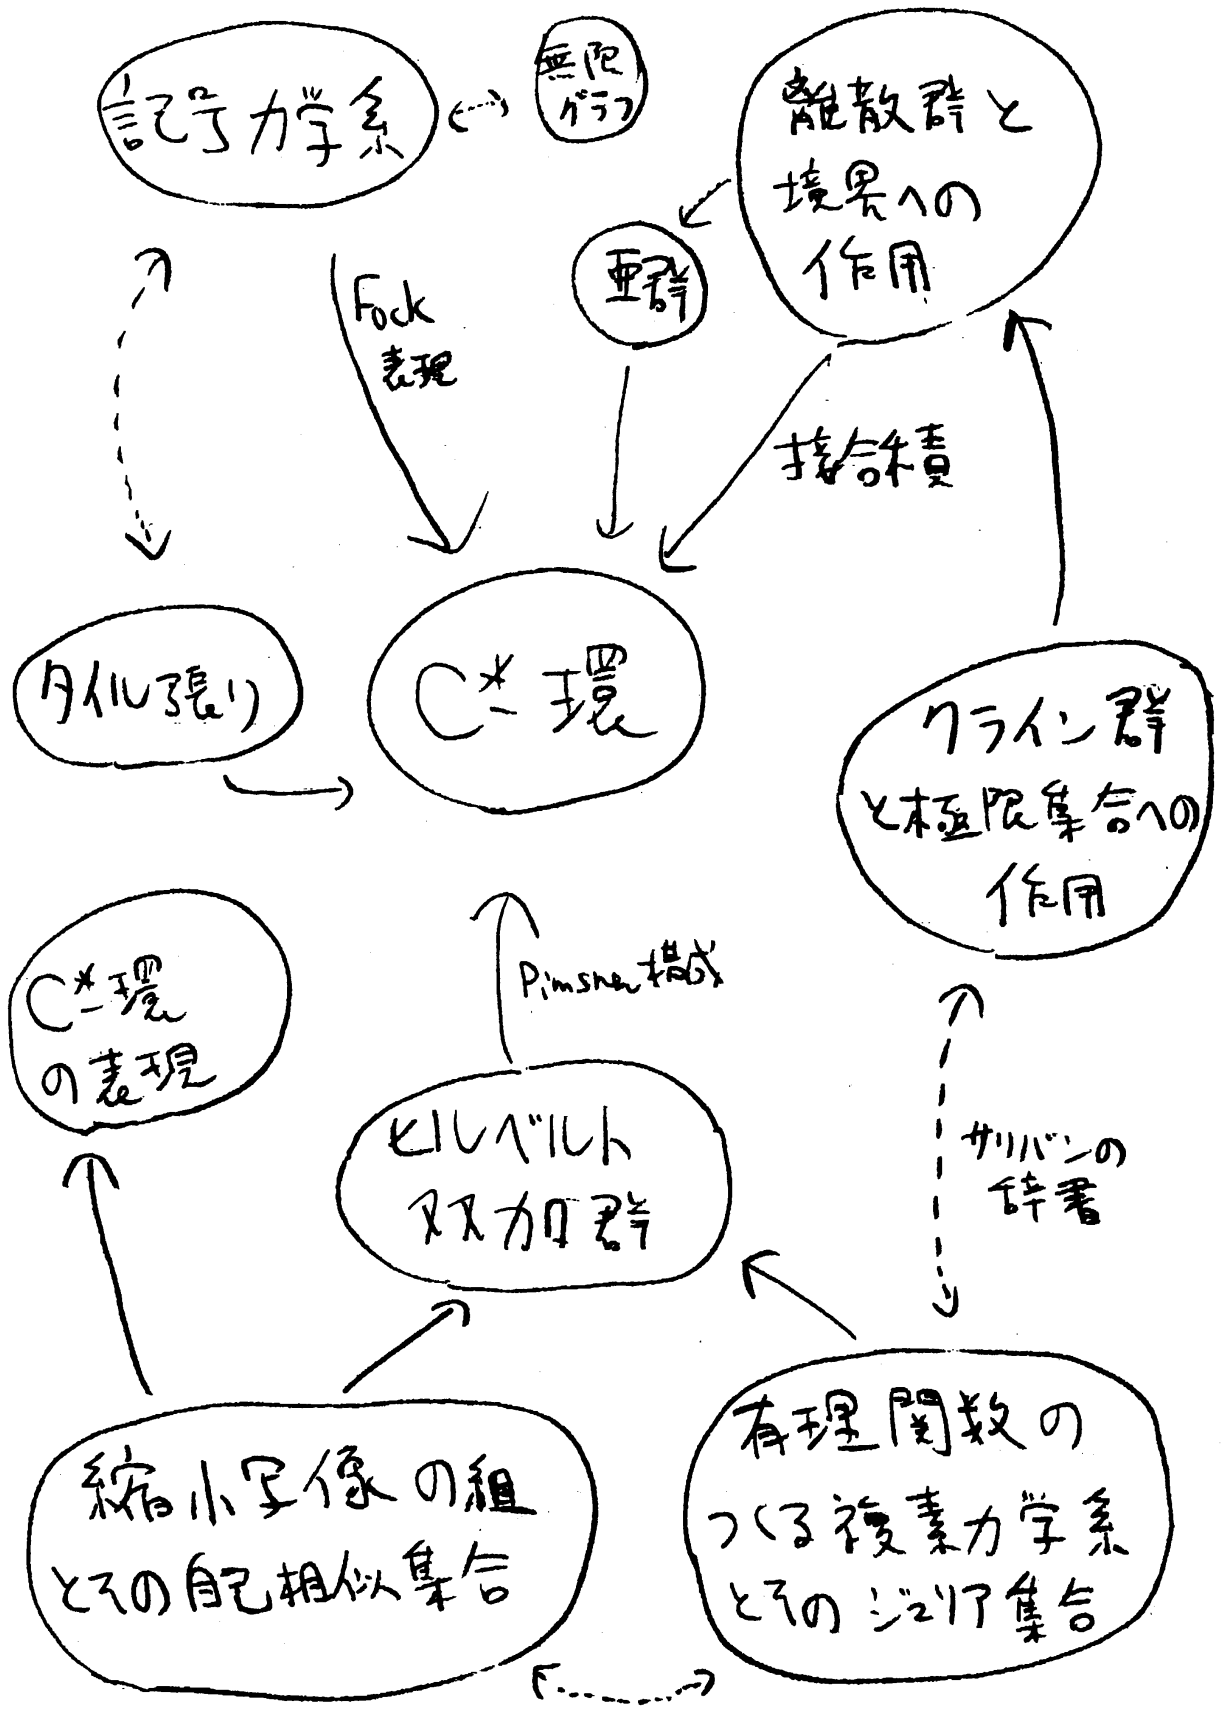 記号力学系
無限
グラフ
離散群と
境界への
作用
亜群
Fock
表現
接合積
タイル張り
C*-環
クライン群
と極限集合への
作用
C*-環
の表現
Pimsner構成
ヒルベルト
双加群
サリバンの
辞書
縮小写像の組
とその自己相似集合
有理関数の
つくる複素力学系
とそのジュリア集合